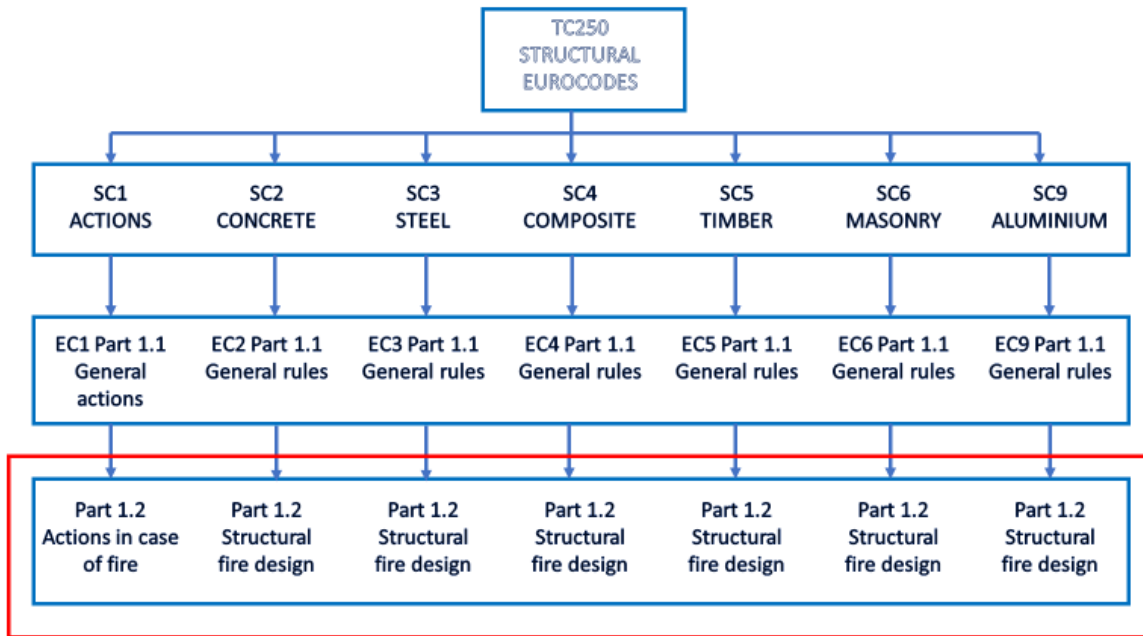 TC250
STRUCTURAL
EUROCODES
SC1
ACTIONS
SC2
CONCRETE
SC3
STEEL
SC4
COMPOSITE
SC5
TIMBER
SC6
MASONRY
SC9
ALUMINIUM
EC1 Part 1.1
General
actions
EC2 Part 1.1
General rules
EC3 Part 1.1
General rules
EC4 Part 1.1
General rules
EC5 Part 1.1
General rules
EC6 Part 1.1
General rules
EC9 Part 1.1
General rules
Part 1.2
Actions in case
of fire
Part 1.2
Structural
fire design
Part 1.2
Structural
fire design
Part 1.2
Structural
fire design
Part 1.2
Structural
fire design
Part 1.2
Structural
fire design
Part 1.2
Structural
fire design